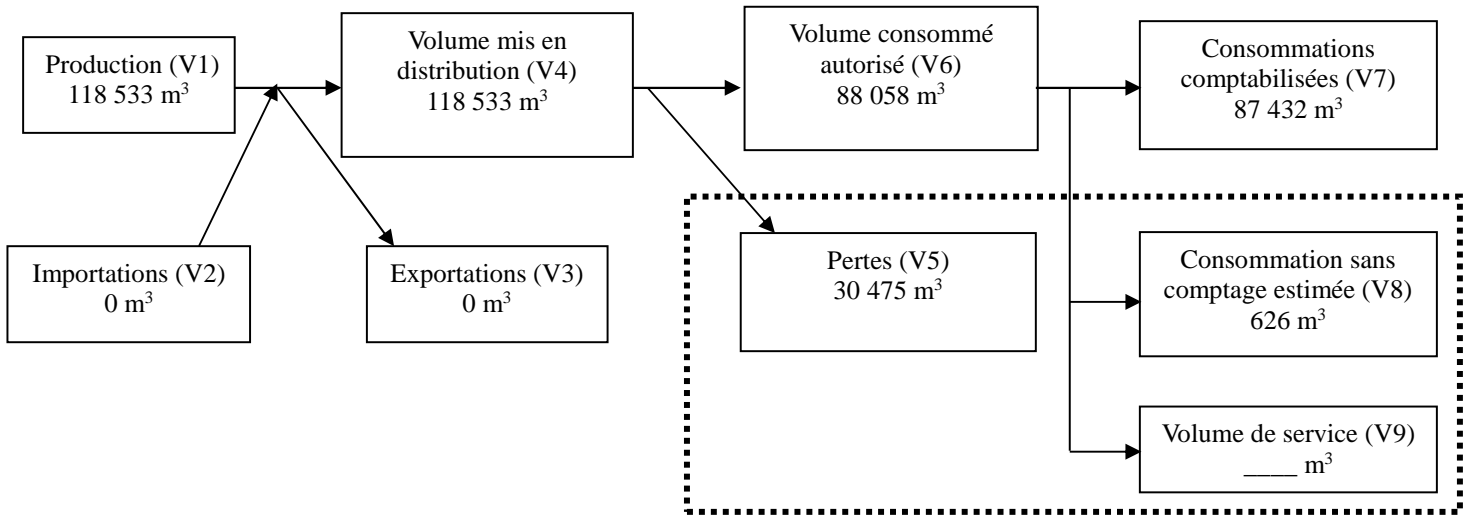 Production (V1)
118 533 m³
Volume mis en
distribution (V4)
118 533 m³
Volume consommé
autorisé (V6)
88 058 m³
Consommations
comptabilisées (V7)
87 432 m³
Importations (V2)
0 m³
Exportations (V3)
0 m³
Pertes (V5)
30 475 m³
Consommation sans
comptage estimée (V8)
626 m³
Volume de service (V9)
____ m³